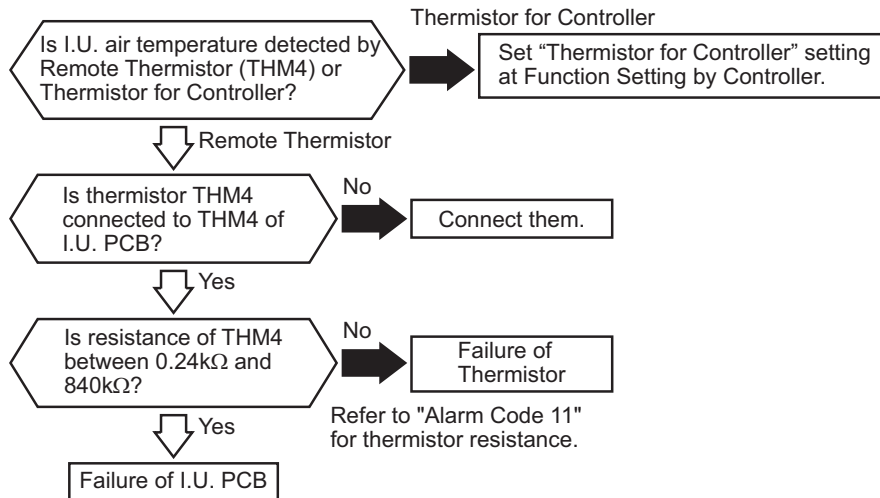 Thermistor for Controller
Is I.U. air temperature detected by
Remote Thermistor (THM4) or
Thermistor for Controller?
Set “Thermistor for Controller” setting
at Function Setting by Controller.
Remote Thermistor
Is thermistor THM4
connected to THM4 of
I.U. PCB?
No
Connect them.
Yes
Is resistance of THM4
between 0.24kΩ and
840kΩ?
No
Failure of
Thermistor
Refer to "Alarm Code 11"
for thermistor resistance.
Yes
Failure of I.U. PCB